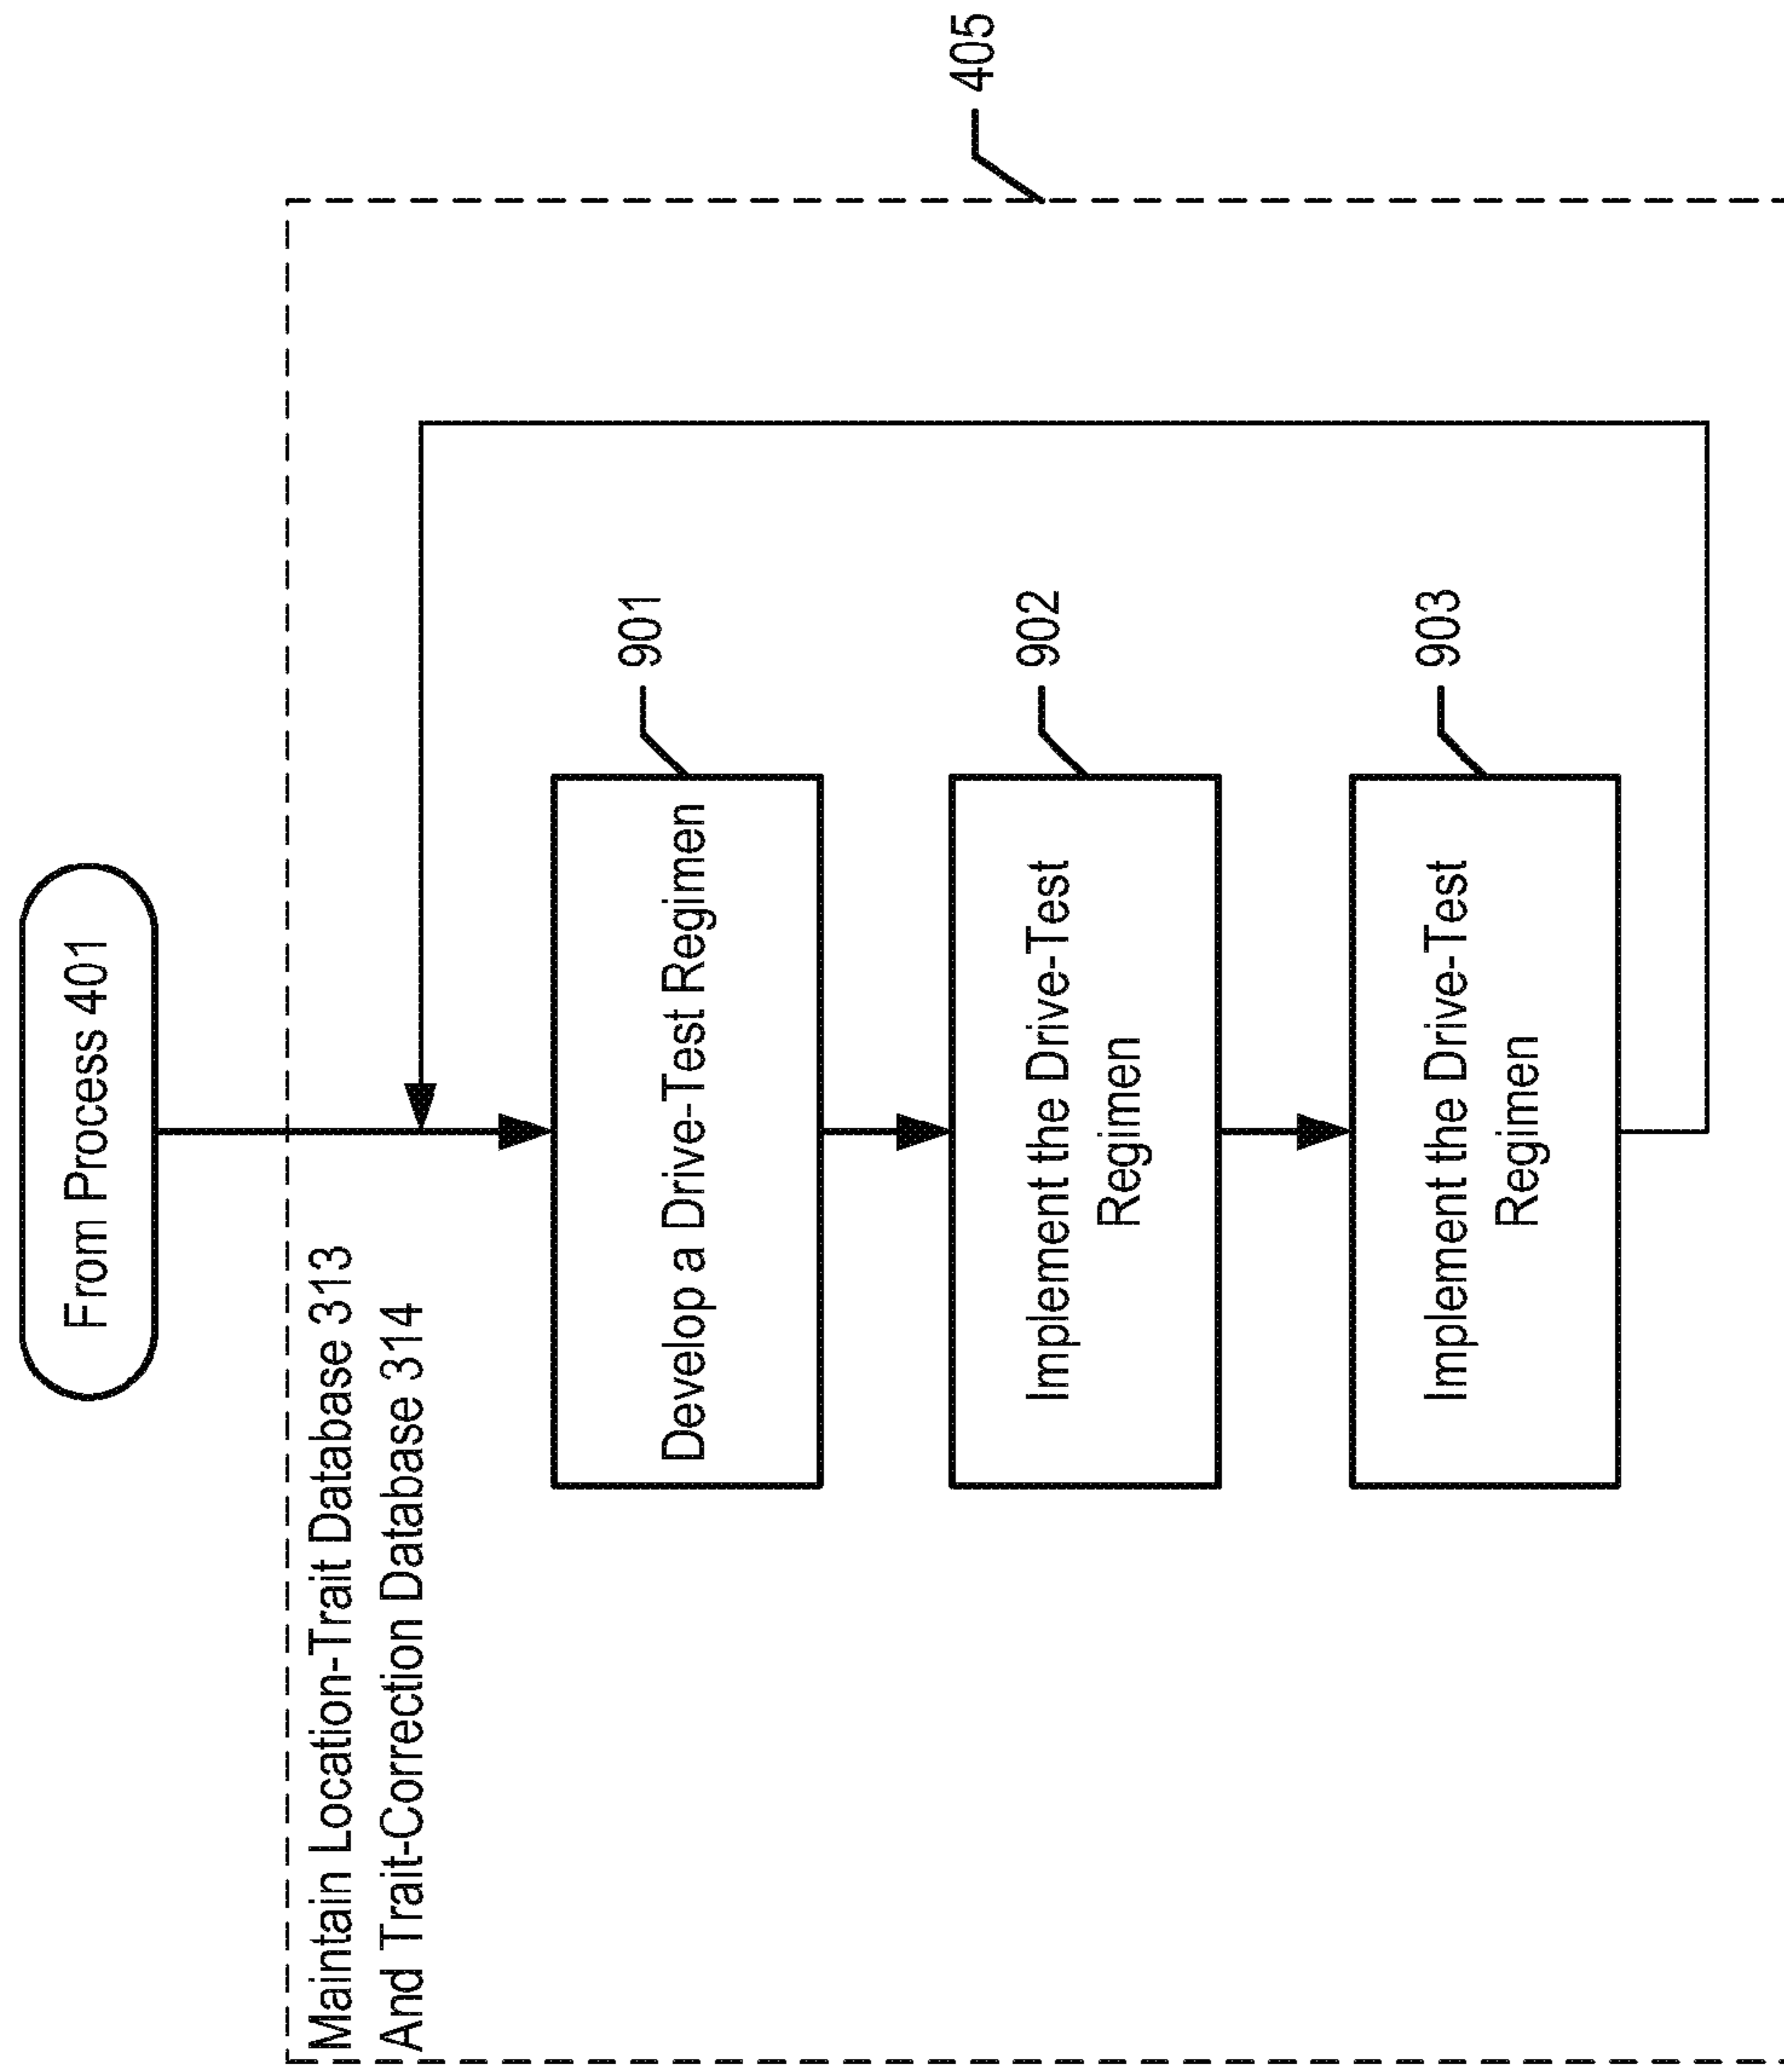 From Process 401
Maintain Location-Trait Database 313
And Trait-Correction Database 314
405
Develop a Drive-Test Regimen
901
Implement the Drive-Test
Regimen
902
Implement the Drive-Test
Regimen
903